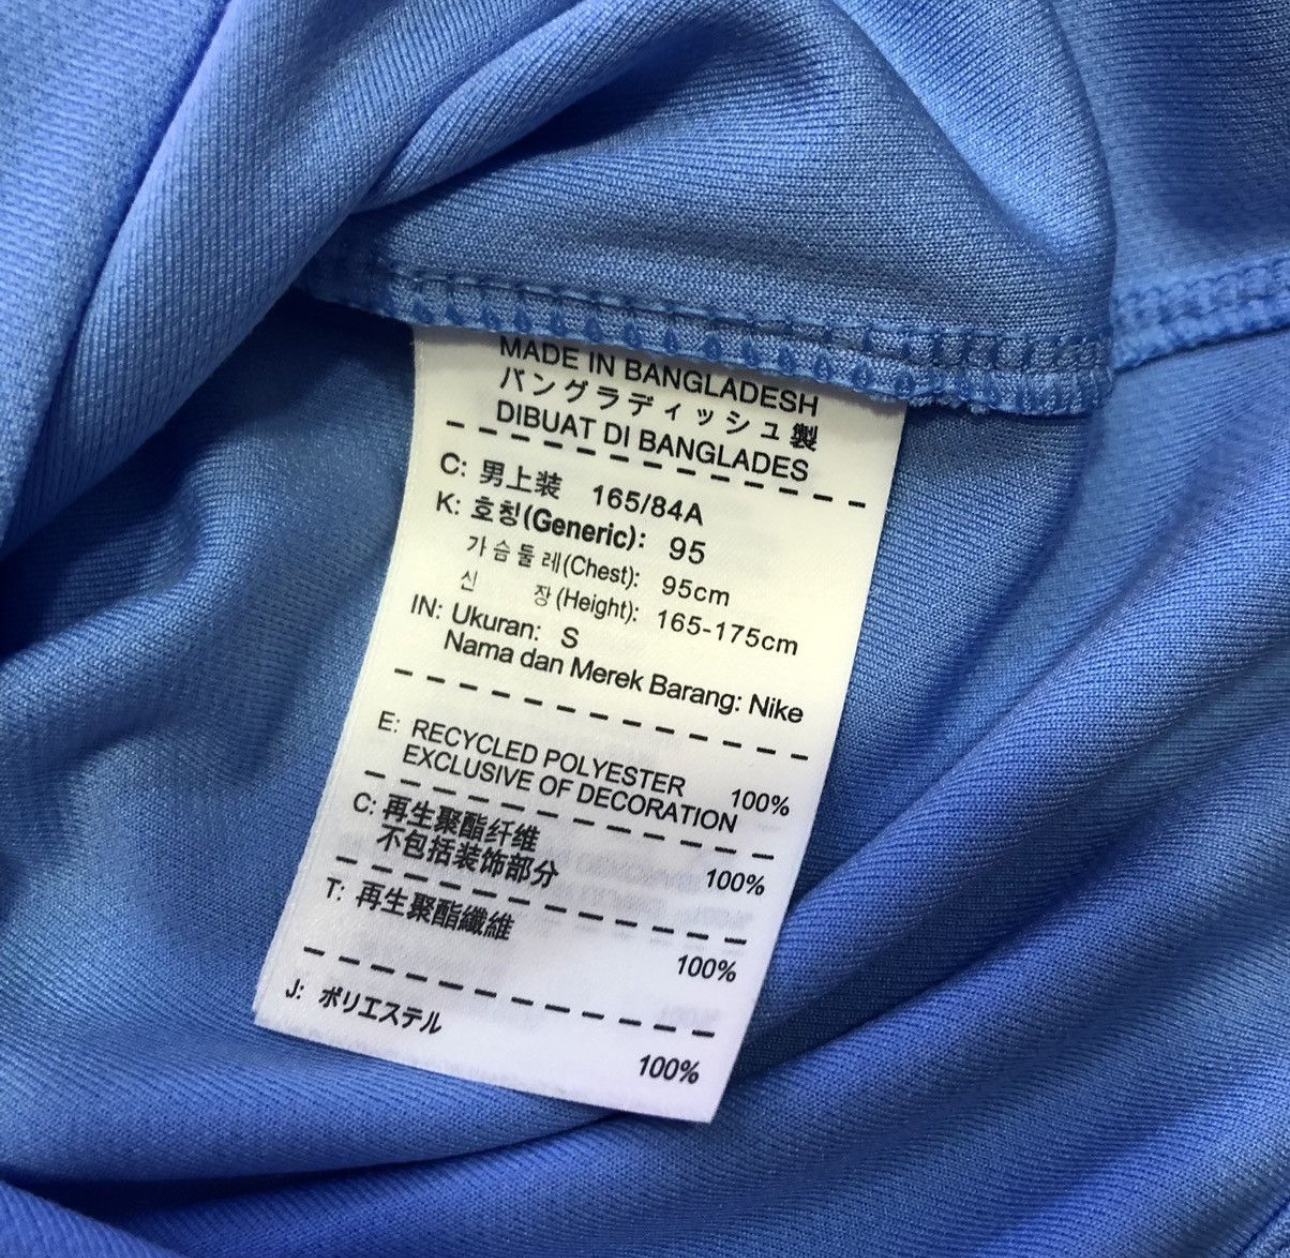 MADE IN BANGLADESH
バングラディッシュ製
DIBUAT DI BANGLADES
C: 男上装 165/84A
K: 호칭(Generic): 95
가슴둘레(Chest): 95cm
신 장(Height): 165-175cm
IN: Ukuran: S
Nama dan Merek Barang: Nike
E: RECYCLED POLYESTER 100%
EXCLUSIVE OF DECORATION
C: 再生聚酯纤维 100%
不包括装饰部分
T: 再生聚酯纖維 100%
J: ポリエステル 100%